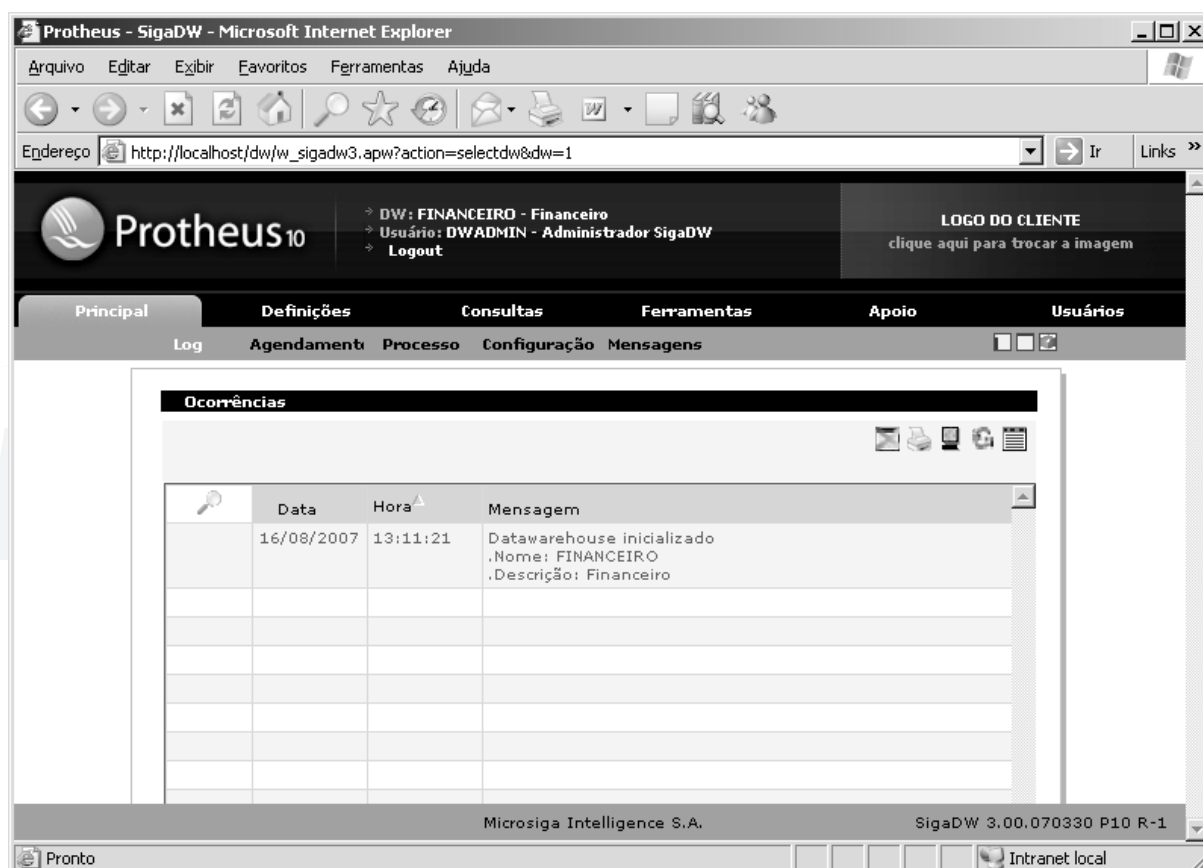 Protheus - SigaDW - Microsoft Internet Explorer
Arquivo Editar Exibir Favoritos Ferramentas Ajuda
Endereço http://localhost/dw/w_sigadw3.apw?action=selectdw&dw=1 Ir Links »
Protheus 10
DW: FINANCEIRO - Financeiro
Usuário: DWADMIN - Administrador SigaDW
Logout
LOGO DO CLIENTE
clique aqui para trocar a imagem
Principal Definições Consultas Ferramentas Apoio Usuários
Log Agendament Processo Configuração Mensagens
Ocorrências
Data Hora Mensagem
16/08/2007 13:11:21 Datawarehouse inicializado
.Nome: FINANCEIRO
.Descrição: Financeiro
Microsiga Intelligence S.A. SigaDW 3.00.070330 P10 R-1
Pronto Intranet local